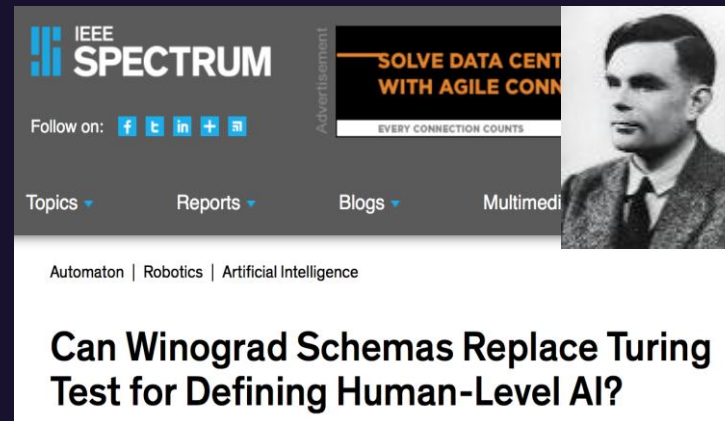 IEEE
SPECTRUM
Advertisement
SOLVE DATA CENT
WITH AGILE CONN
EVERY CONNECTION COUNTS
Follow on: f t in +
Topics Reports Blogs Multimedi
Automaton | Robotics | Artificial Intelligence
Can Winograd Schemas Replace Turing
Test for Defining Human-Level AI?